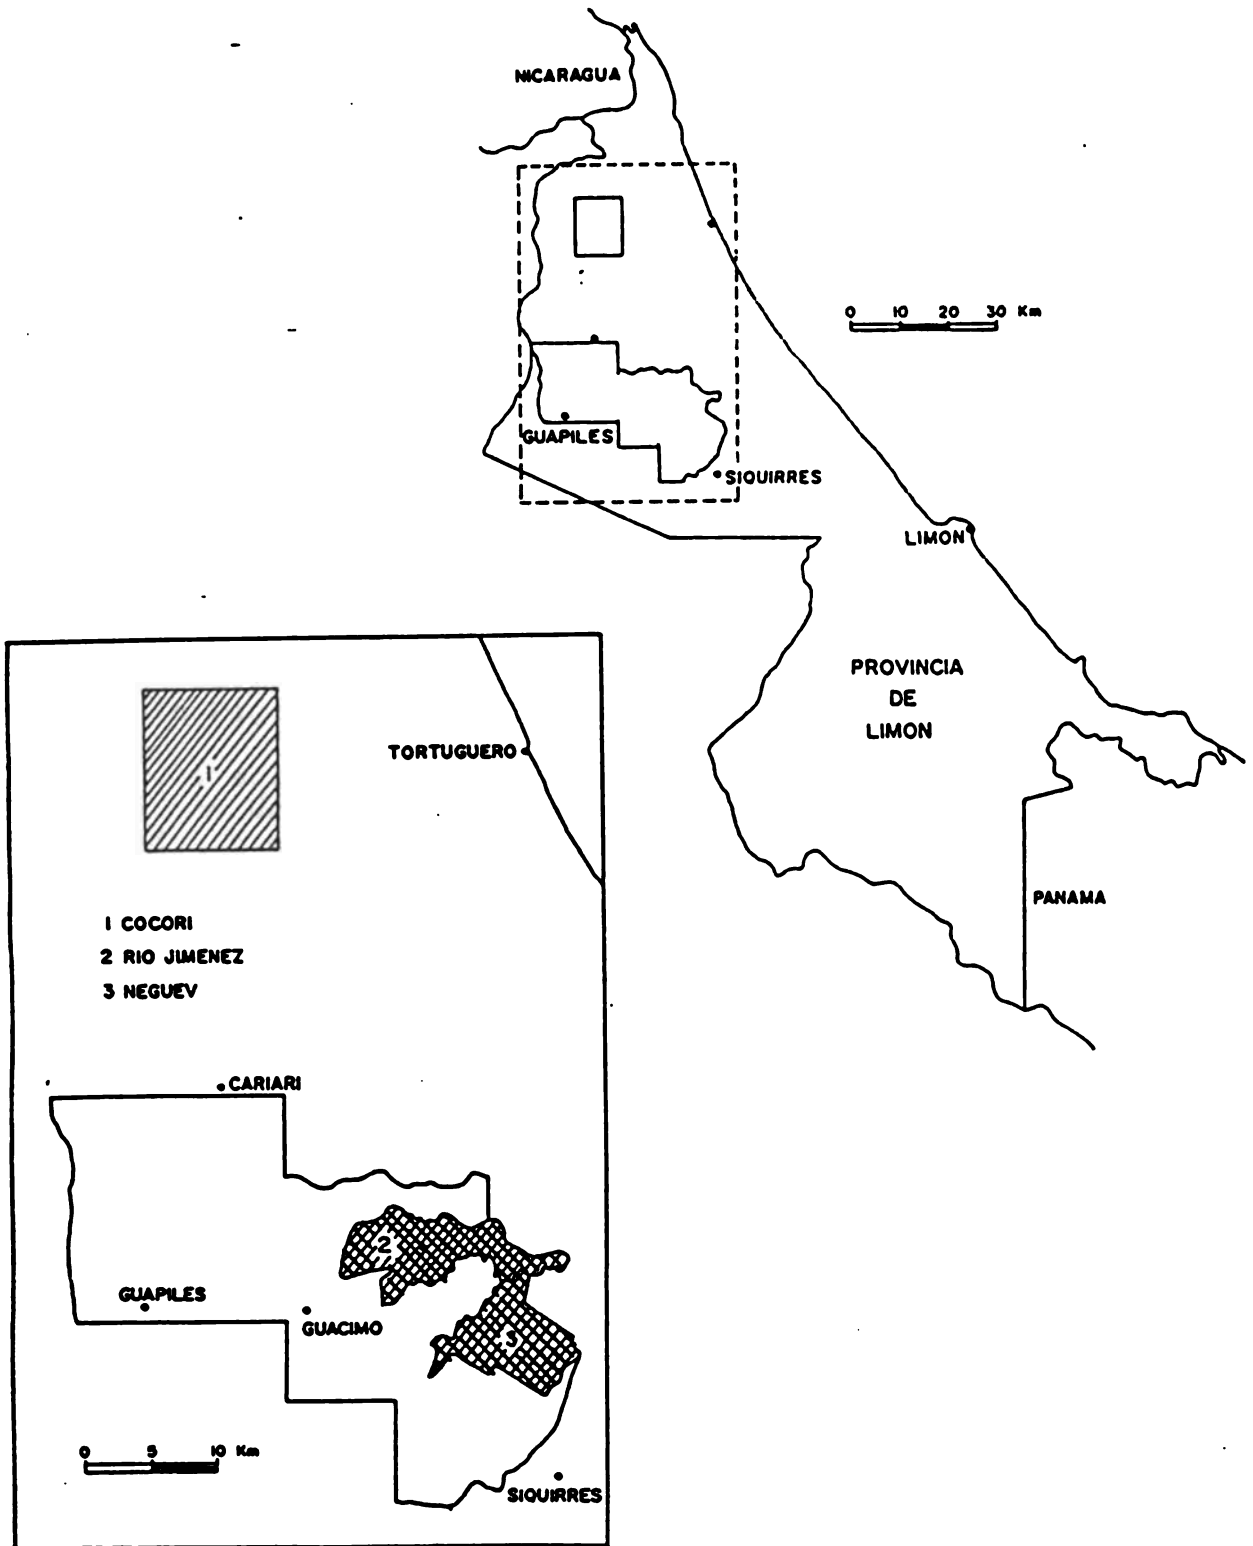 NICARAGUA
0 10 20 30 Km
GUAPILES
SIQUIRRES
LIMON
PROVINCIA
DE
LIMON
PANAMA
1
TORTUGUERO
1 COCORI
2 RIO JIMENEZ
3 NEGUEV
CARIARI
2
GUAPILES
GUACIMO
3
0 5 10 Km
SIQUIRRES